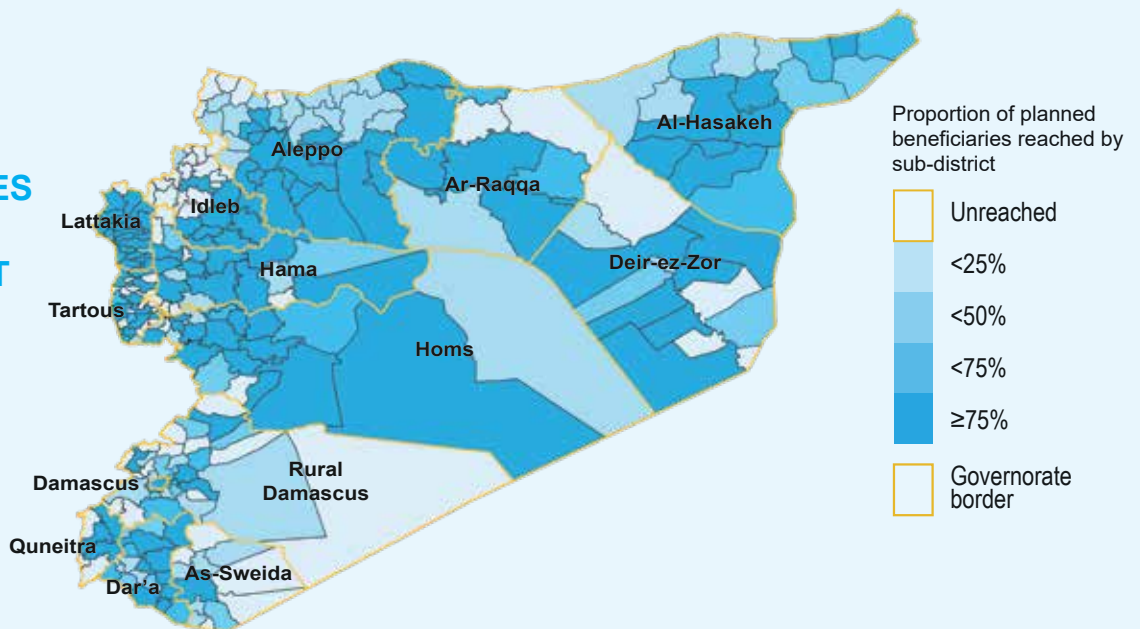 ES
T
Aleppo
Al-Hasakeh
Ar-Raqqa
Idleb
Lattakia
Hama
Deir-ez-Zor
Tartous
Homs
Rural
Damascus
Damascus
Quneitra
As-Sweida
Dar'a
Proportion of planned
beneficiaries reached by
sub-district
Unreached
<25%
<50%
<75%
≥75%
Governorate
border